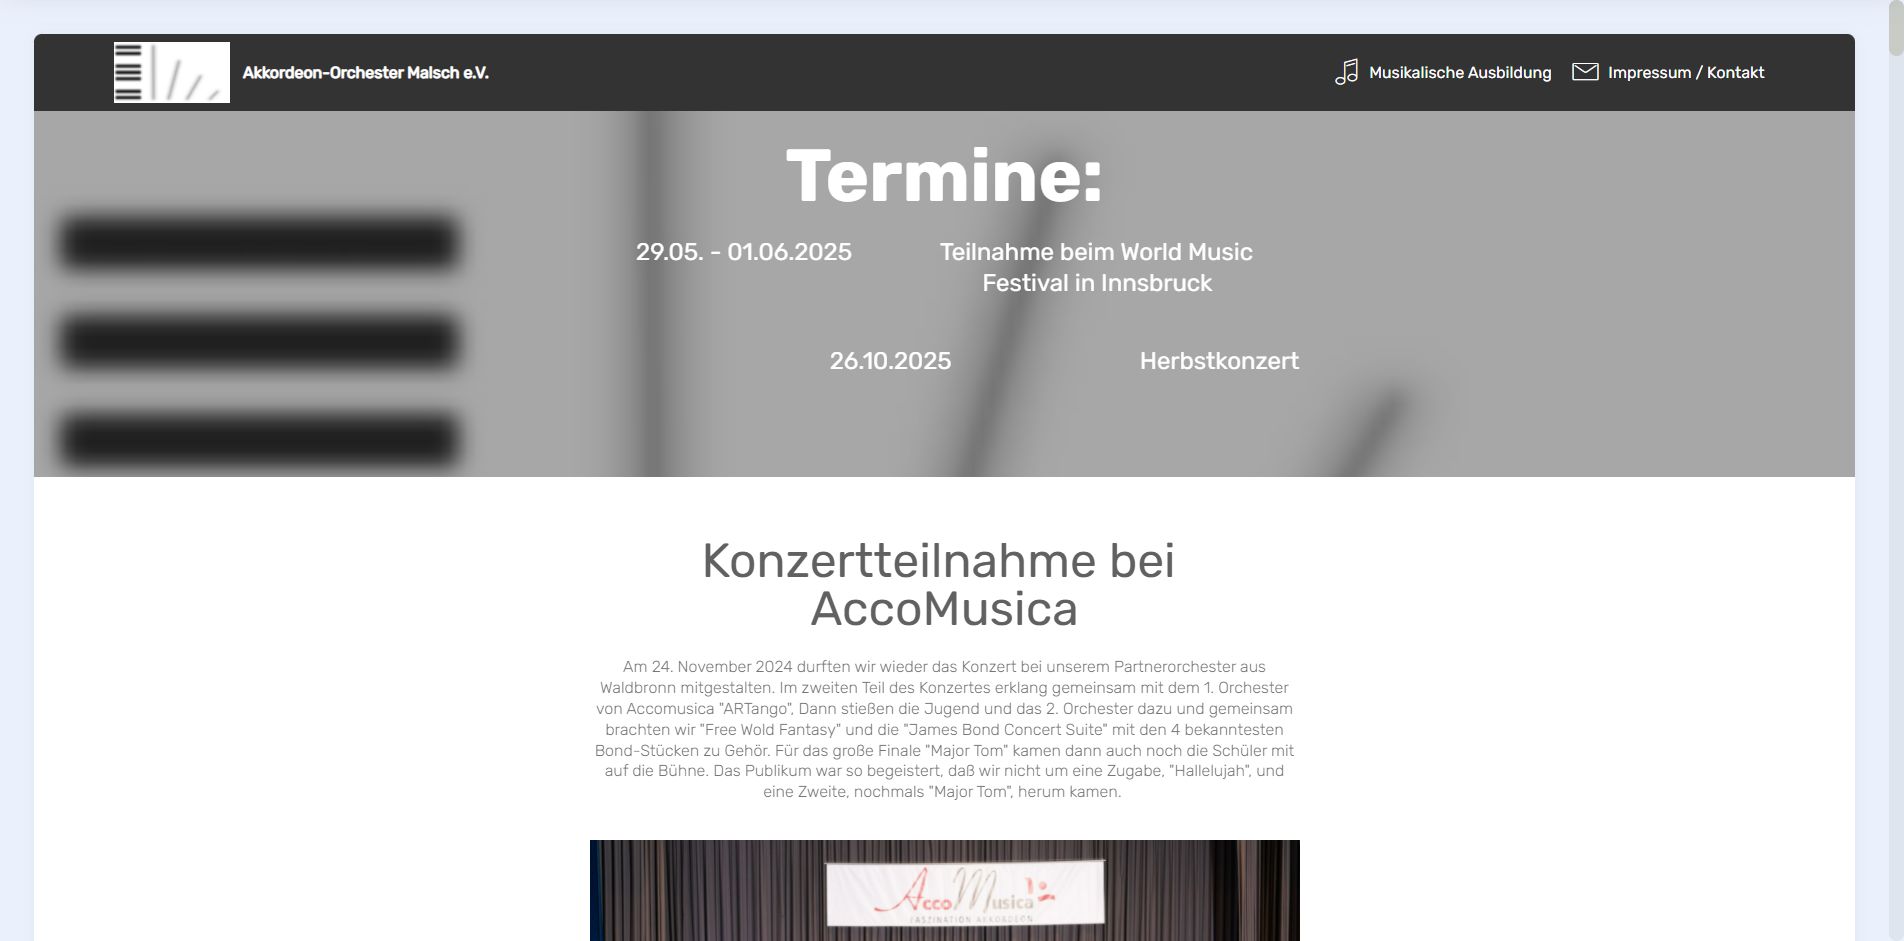 Akkordeon-Orchester Malsch e.V.
Musikalische Ausbildung
Impressum / Kontakt
Termine:
29.05. - 01.06.2025
Teilnahme beim World Music
Festival in Innsbruck
26.10.2025
Herbstkonzert
Konzertteilnahme bei
AccoMusica
Am 24. November 2024 durften wir wieder das Konzert bei unserem Partnerorchester aus
Waldbronn mitgestalten. Im zweiten Teil des Konzertes erklang gemeinsam mit dem 1. Orchester
von Accomusica "ARTango", Dann stießen die Jugend und das 2. Orchester dazu und gemeinsam
brachten wir "Free Wold Fantasy" und die "James Bond Concert Suite" mit den 4 bekanntesten
Bond-Stücken zu Gehör. Für das große Finale "Major Tom" kamen dann auch noch die Schüler mit
auf die Bühne. Das Publikum war so begeistert, daß wir nicht um eine Zugabe, "Hallelujah", und
eine Zweite, nochmals "Major Tom", herum kamen.
AccoMusica
FASZINATION AKKORDEON